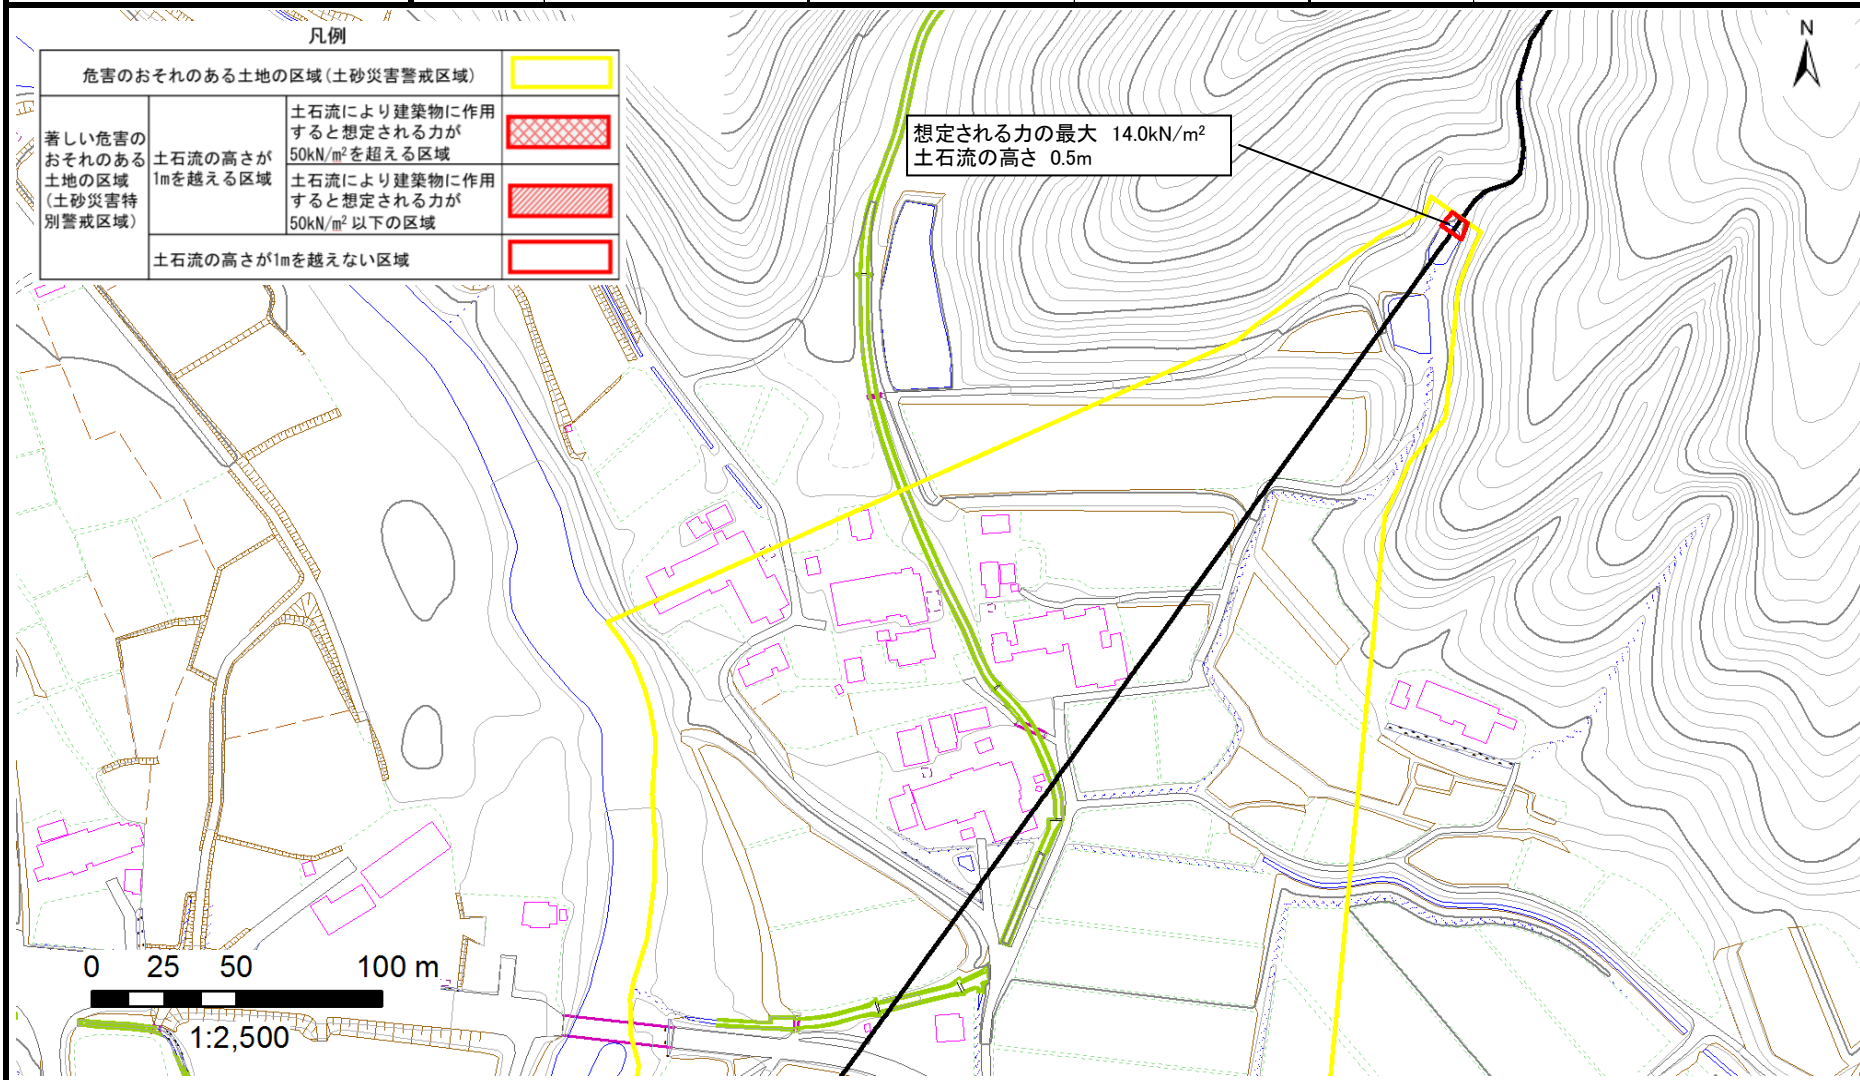 凡例
危害のおそれのある土地の区域(土砂災害警戒区域)
著しい危害の
おそれのある
土地の区域
(土砂災害特
別警戒区域)
土石流の高さが
1mを越える区域
土石流により建築物に作用
すると想定される力が
50kN/m²を超える区域
土石流により建築物に作用
すると想定される力が
50kN/m²以下の区域
土石流の高さが1mを越えない区域
想定される力の最大 14.0kN/m²
土石流の高さ 0.5m
N
0 25 50 100 m
1:2,500